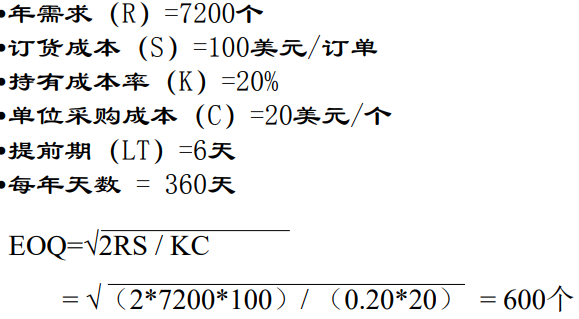 •年需求（R）=7200个
•订货成本（S）=100美元/订单
•持有成本率（K）=20%
•单位采购成本（C）=20美元/个
•提前期（LT）=6天
•每年天数 = 360天
EOQ=√2RS / KC
= √（2*7200*100）/（0.20*20） = 600个